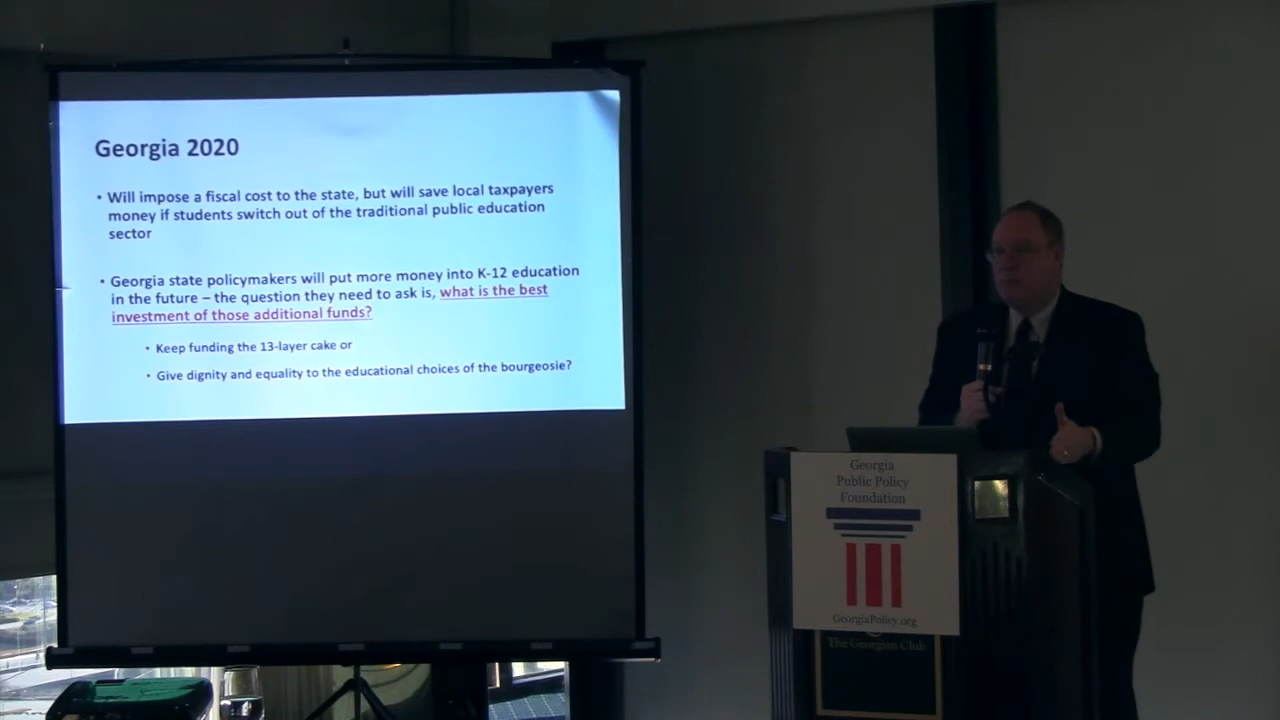 Georgia 2020
• Will impose a fiscal cost to the state, but will save local taxpayers
money if students switch out of the traditional public education
sector
• Georgia state policymakers will put more money into K-12 education
in the future – the question they need to ask is, what is the best
investment of those additional funds?
• Keep funding the 13-layer cake or
• Give dignity and equality to the educational choices of the bourgeosie?
Georgia
Public Policy
Foundation
GeorgiaPolicy.org
The Georgian Club